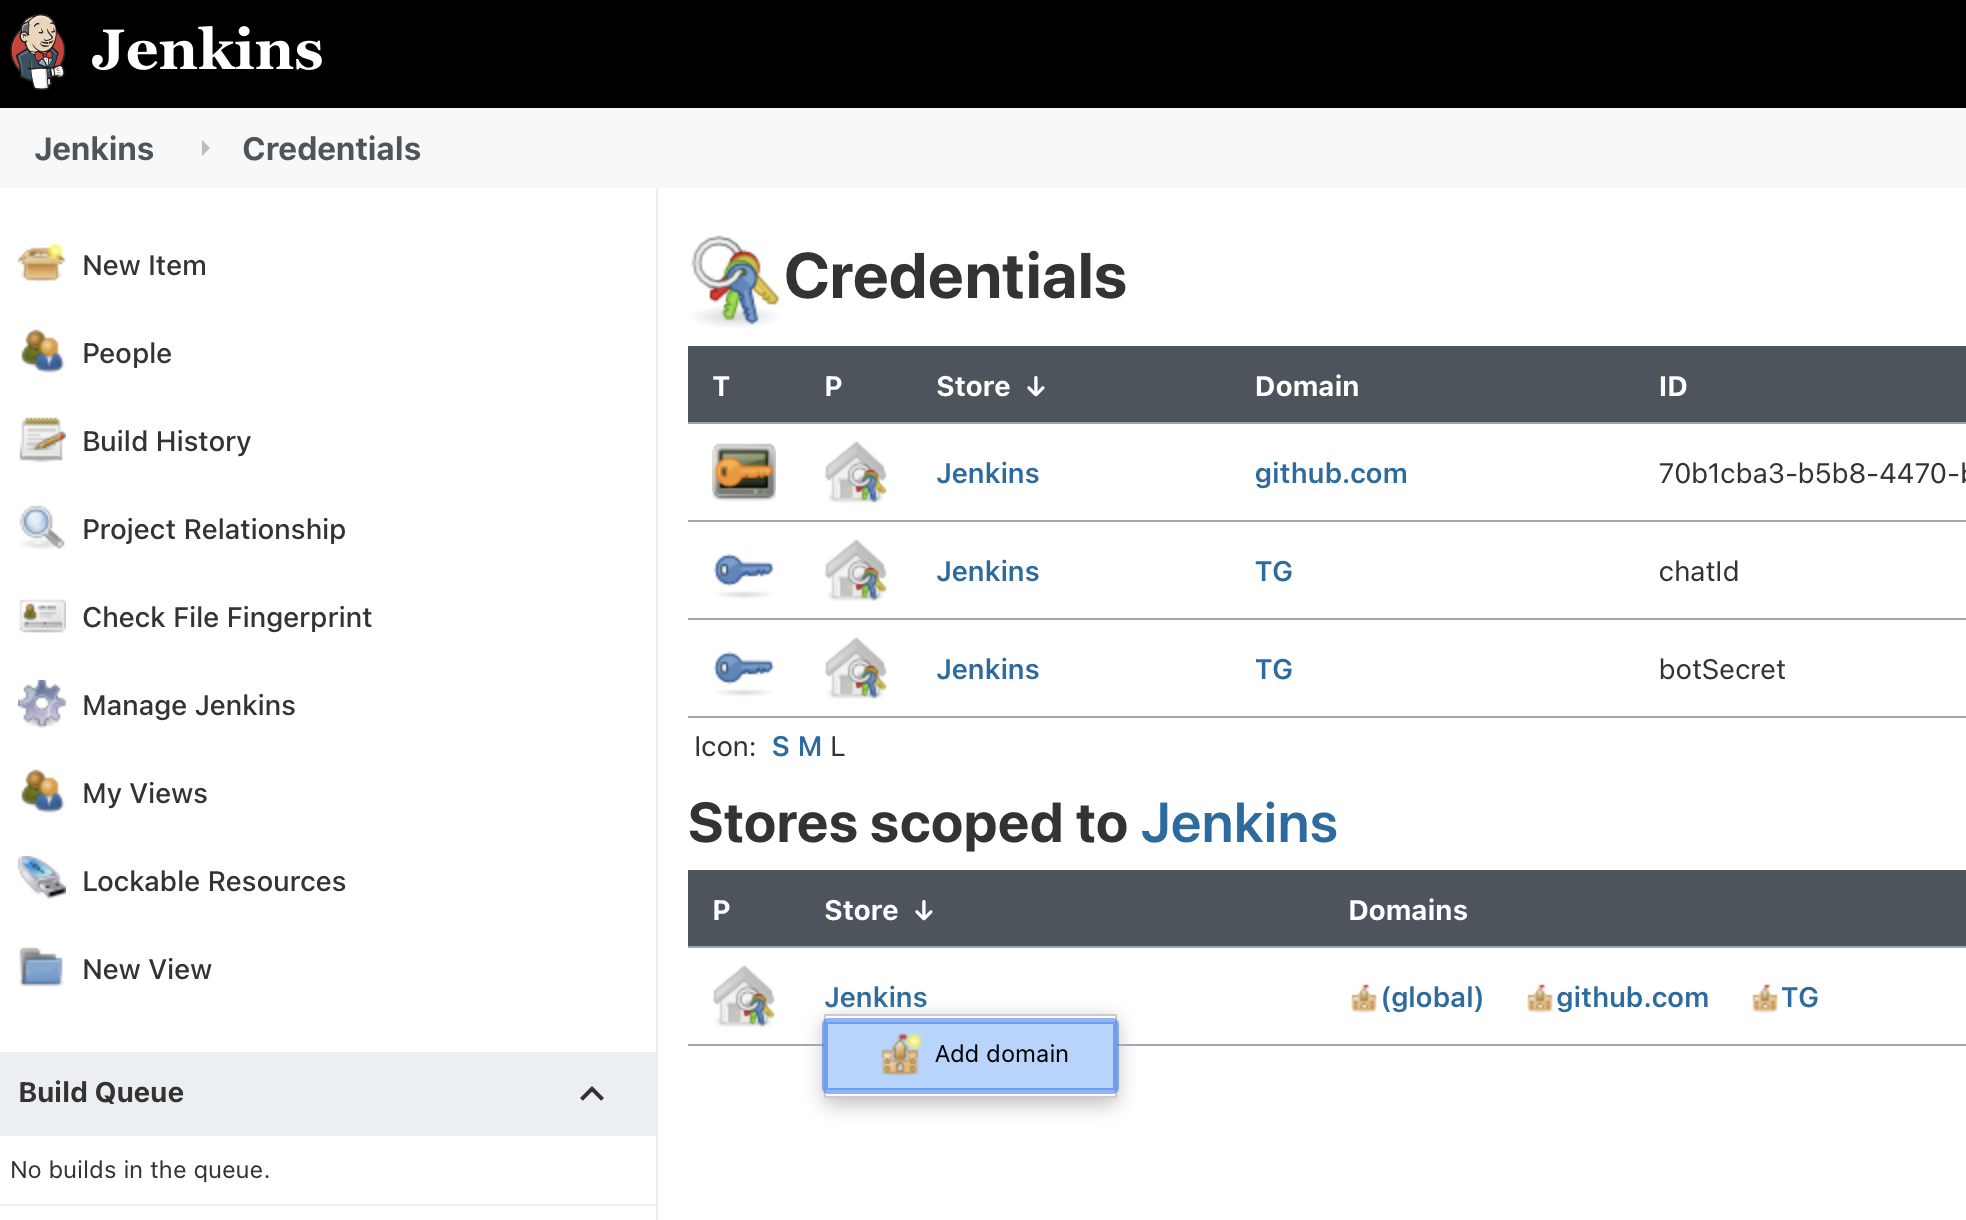 Jenkins
Jenkins Credentials
New Item
People
Build History
Project Relationship
Check File Fingerprint
Manage Jenkins
My Views
Lockable Resources
New View
Build Queue
No builds in the queue.
Credentials
T P Store ↓ Domain ID
Jenkins github.com 70b1cba3-b5b8-4470-
Jenkins TG chatId
Jenkins TG botSecret
Icon: S M L
Stores scoped to Jenkins
P Store ↓ Domains
Jenkins (global) github.com TG
Add domain